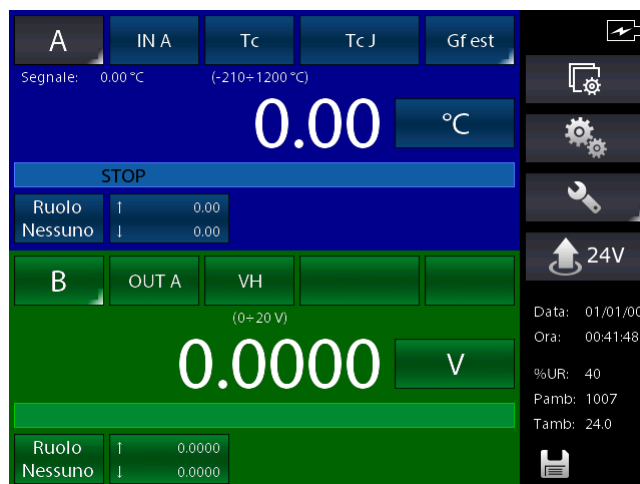 A IN A Tc Tc J Gf est
Segnale: 0.00 °C (-210÷1200 °C)
0.00 °C
STOP
Ruolo Nessuno
↑ 0.00
↓ 0.00
B OUT A VH
(0÷20 V)
0.0000 V
Ruolo Nessuno
↑ 0.0000
↓ 0.0000
24V
Data: 01/01/00
Ora: 00:41:48
%UR: 40
Pamb: 1007
Tamb: 24.0